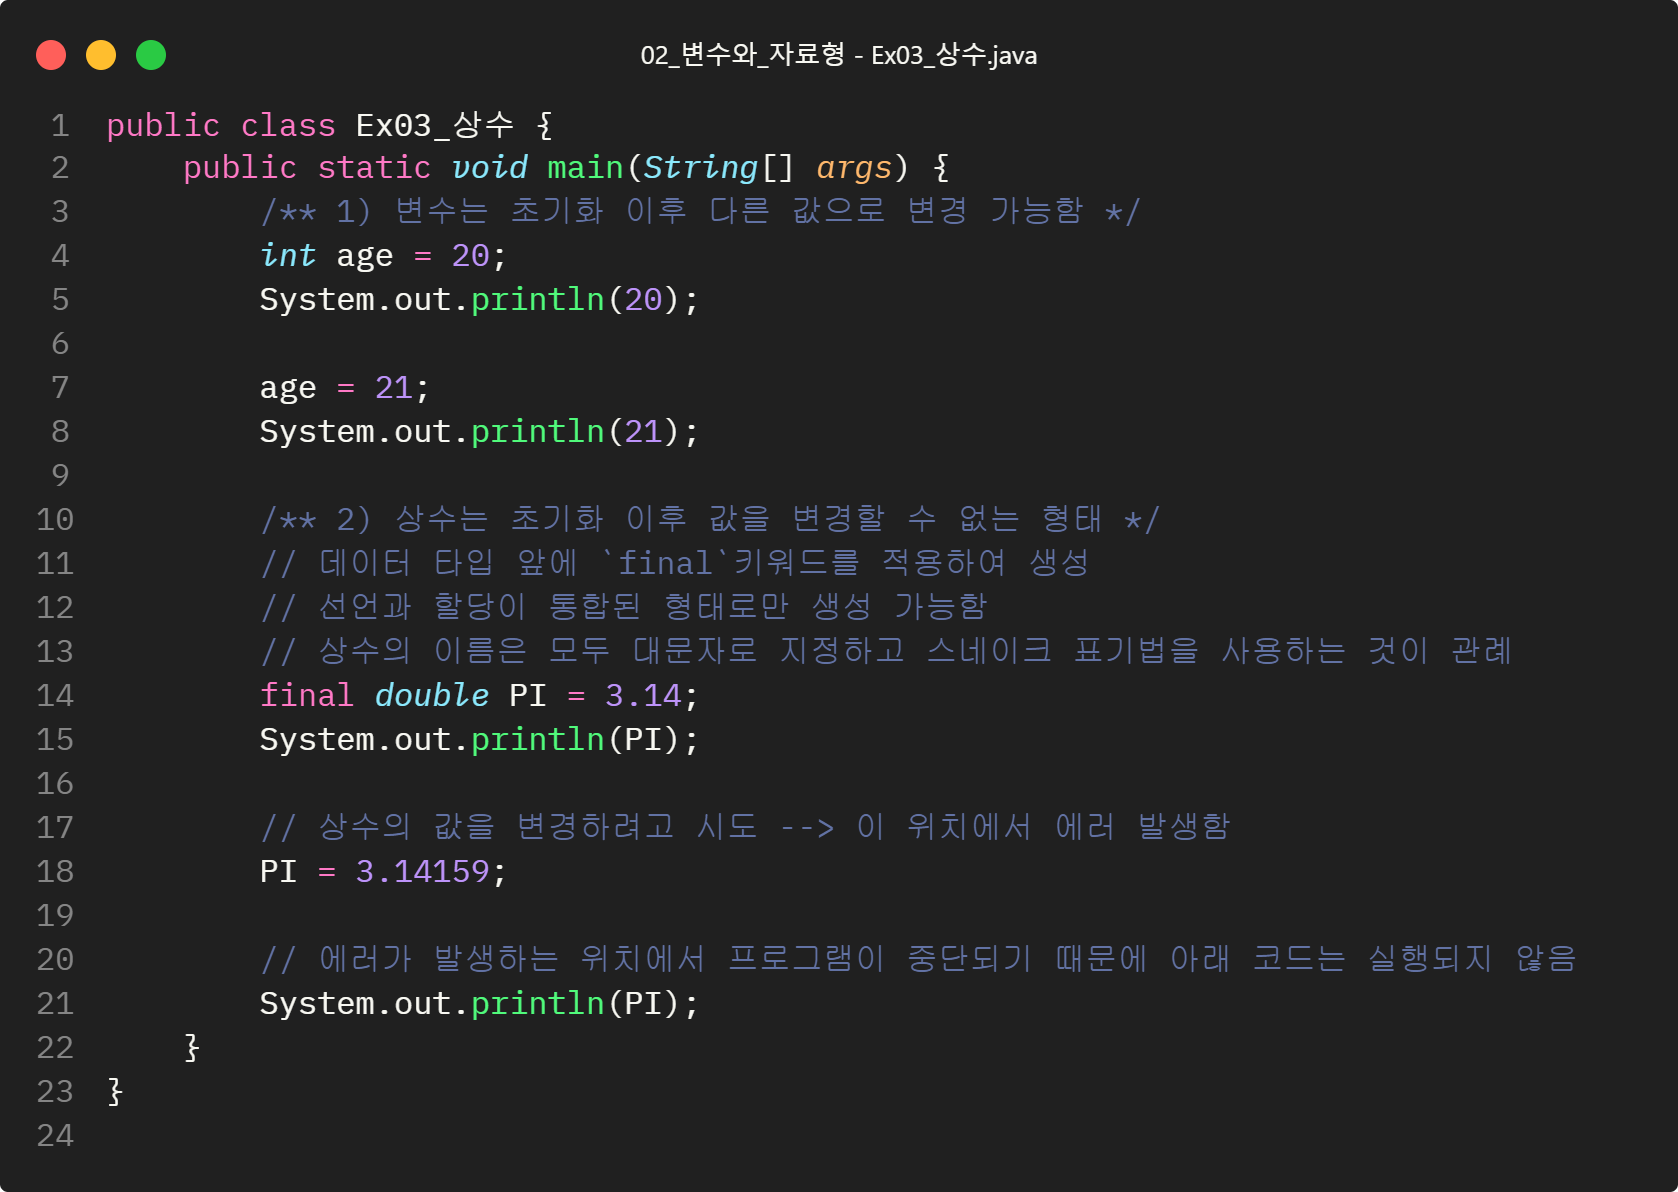 02_변수와_자료형 - Ex03_상수.java
1 public class Ex03_상수 {
2     public static void main(String[] args) {
3         /** 1) 변수는 초기화 이후 다른 값으로 변경 가능함 */
4         int age = 20;
5         System.out.println(20);
6
7         age = 21;
8         System.out.println(21);
9
10         /** 2) 상수는 초기화 이후 값을 변경할 수 없는 형태 */
11         // 데이터 타입 앞에 `final`키워드를 적용하여 생성
12         // 선언과 할당이 통합된 형태로만 생성 가능함
13         // 상수의 이름은 모두 대문자로 지정하고 스네이크 표기법을 사용하는 것이 관례
14         final double PI = 3.14;
15         System.out.println(PI);
16
17         // 상수의 값을 변경하려고 시도 --> 이 위치에서 에러 발생함
18         PI = 3.14159;
19
20         // 에러가 발생하는 위치에서 프로그램이 중단되기 때문에 아래 코드는 실행되지 않음
21         System.out.println(PI);
22     }
23 }
24